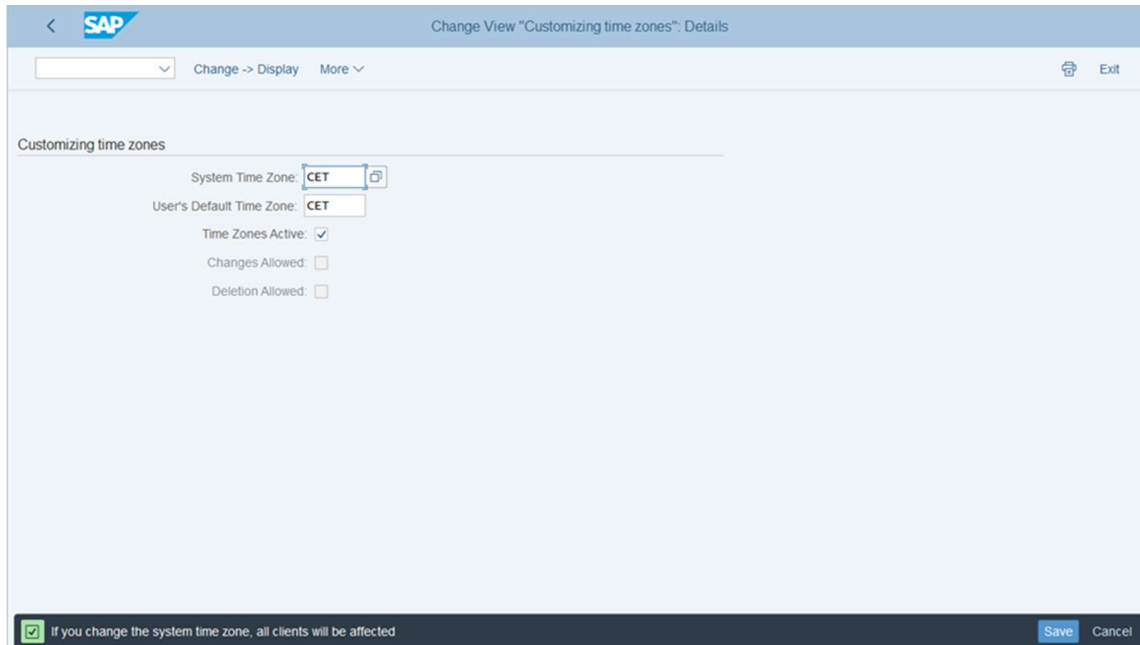 SAP Change View "Customizing time zones": Details
Change -> Display More Exit
Customizing time zones
System Time Zone: CET
User's Default Time Zone: CET
Time Zones Active:
Changes Allowed:
Deletion Allowed:
If you change the system time zone, all clients will be affected Save Cancel